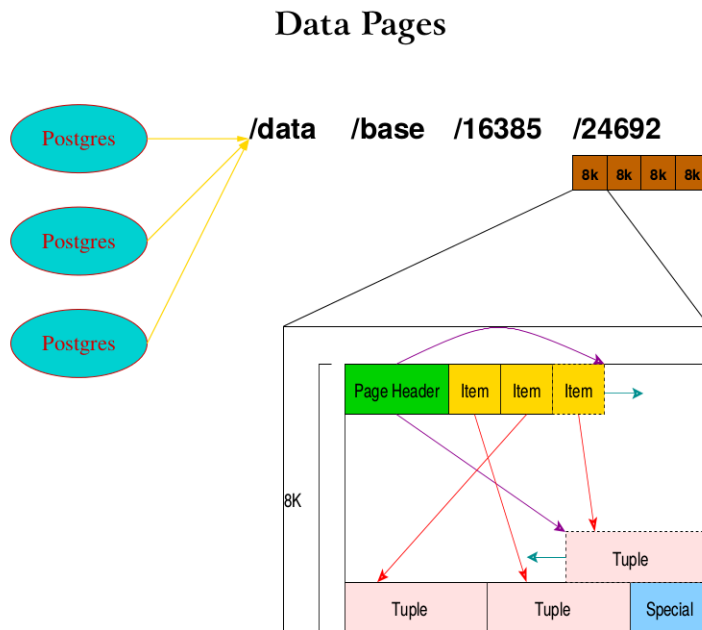 Data Pages
Postgres
Postgres
Postgres
/data /base /16385 /24692
8k 8k 8k 8k
Page Header Item Item Item
8K
Tuple
Tuple Tuple Special